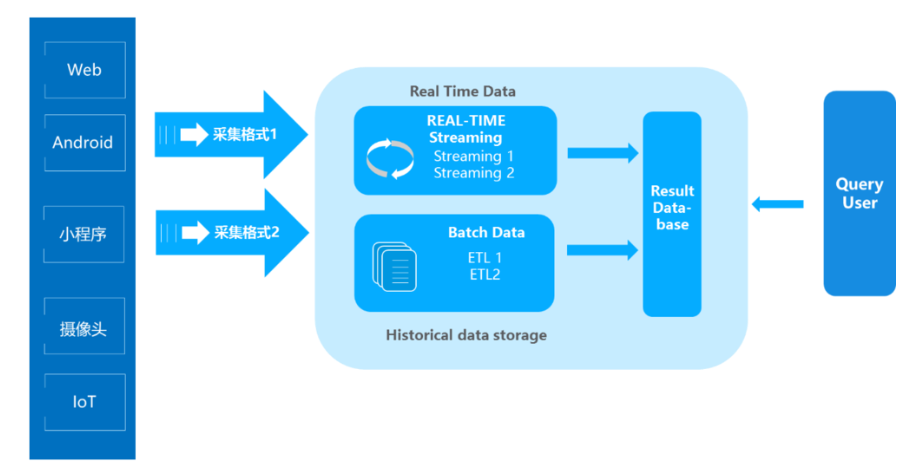 Web
Android
小程序
摄像头
IoT
采集格式1
采集格式2
Real Time Data
REAL-TIME
Streaming
Streaming 1
Streaming 2
Batch Data
ETL 1
ETL2
Historical data storage
Result
Data-
base
Query
User